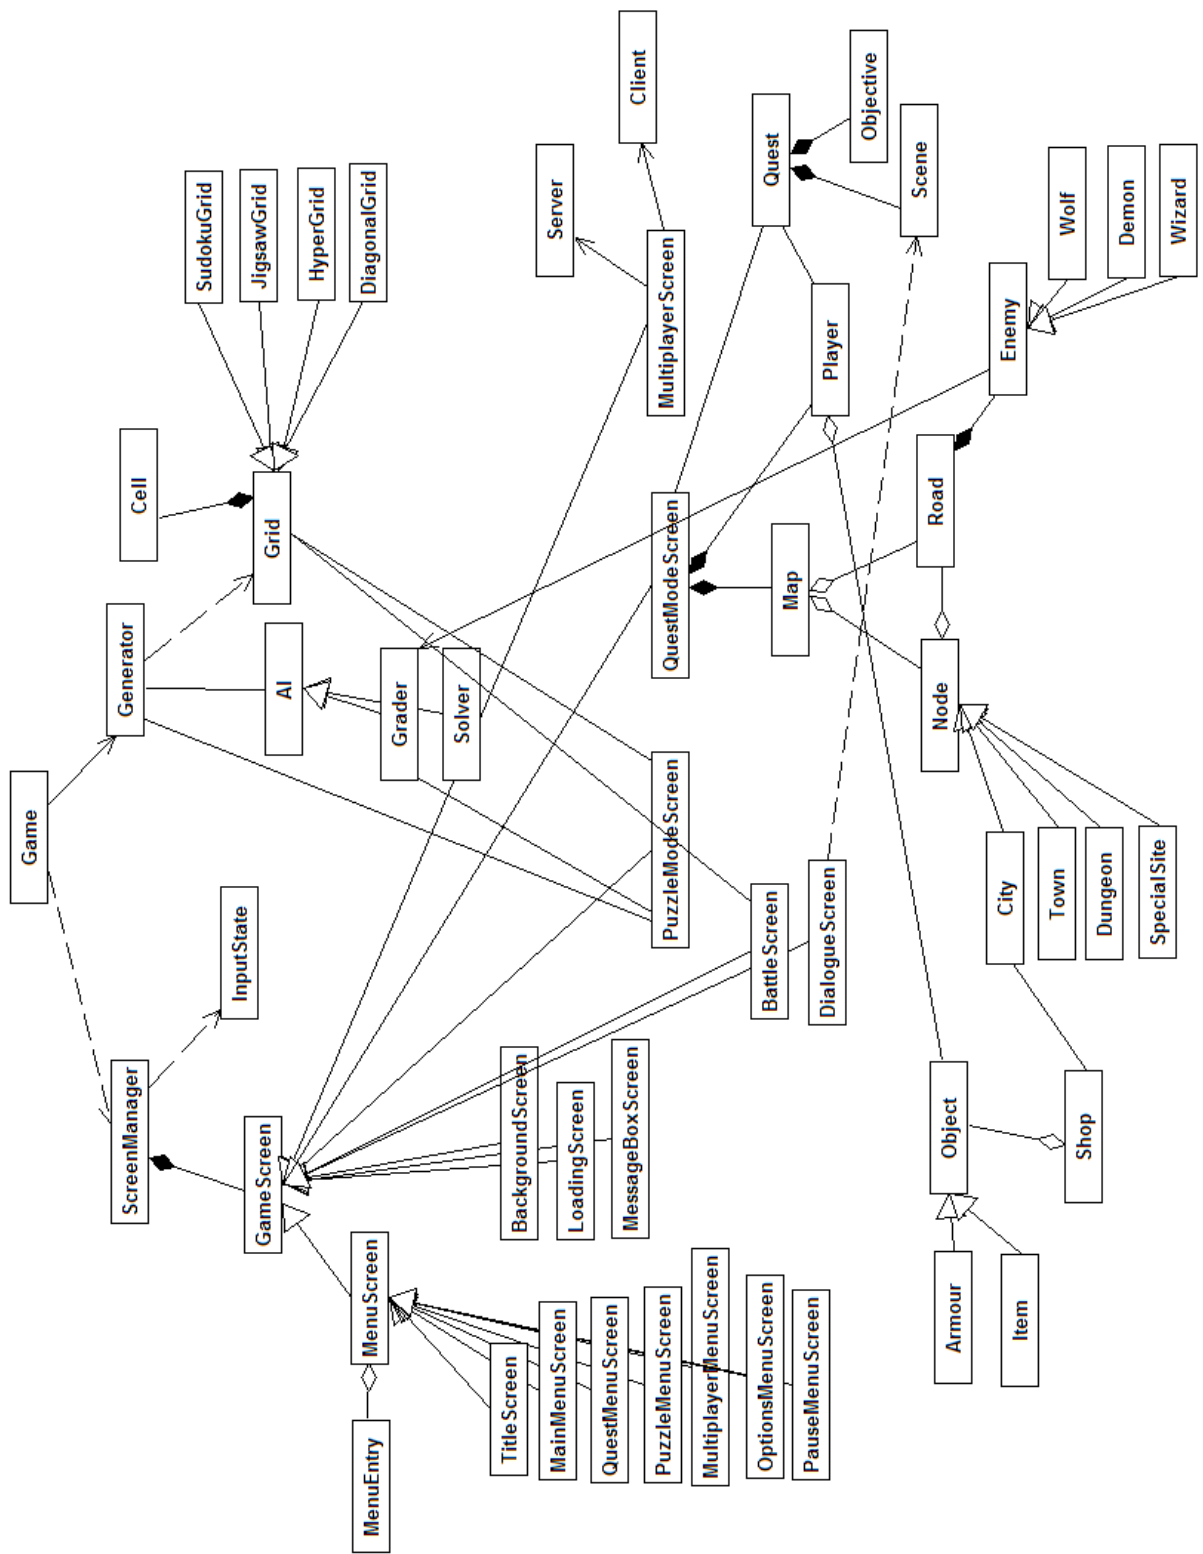 MenuEntry
TitleScreen
MainMenuScreen
QuestMenuScreen
PuzzleMenuScreen
MultiplayerMenuScreen
OptionsMenuScreen
PauseMenuScreen
MenuScreen
Armour
Item
ScreenManager
GameScreen
BackgroundScreen
LoadingScreen
MessageBoxScreen
Object
Shop
InputState
BattleScreen
DialogueScreen
Game
PuzzleModeScreen
City
Town
Dungeon
SpecialSite
Generator
AI
Grader
Solver
Map
Node
Cell
Grid
QuestModeScreen
Road
MultiplayerScreen
Player
Enemy
SudokuGrid
JigsawGrid
HyperGrid
DiagonalGrid
Server
Client
Quest
Objective
Scene
Wolf
Demon
Wizard